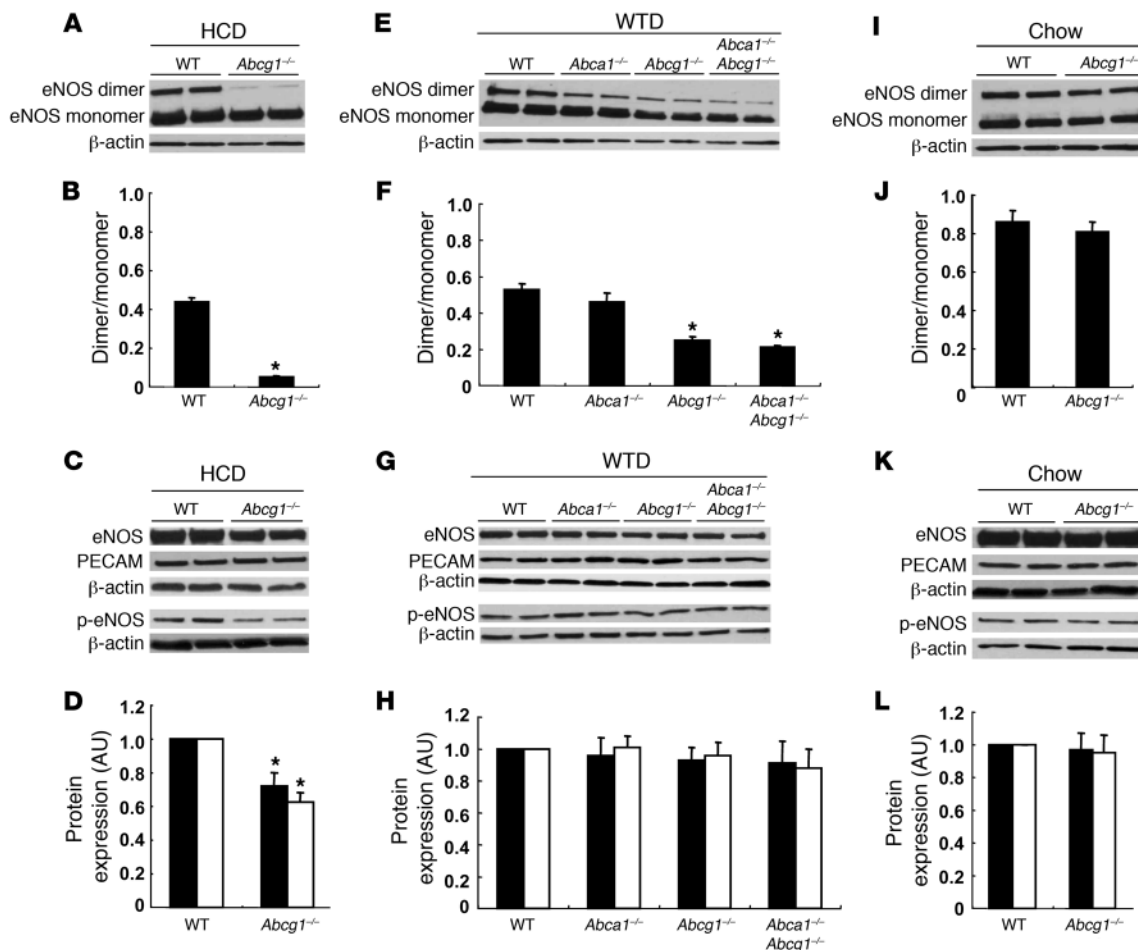 A
HCD
WT Abcg1–/–
eNOS dimer
eNOS monomer
β-actin
B
Dimer/monomer
1.0
0.8
0.6
0.4
0.2
0
*
WT Abcg1–/–
C
HCD
WT Abcg1–/–
eNOS
PECAM
β-actin
p-eNOS
β-actin
D
Protein
expression (AU)
1.2
1.0
0.8
0.6
0.4
0.2
0
* *
WT Abcg1–/–
E
WTD
Abca1–/–
WT Abca1–/– Abcg1–/– Abcg1–/–
eNOS dimer
eNOS monomer
β-actin
F
Dimer/monomer
1.0
0.8
0.6
0.4
0.2
0
* *
WT Abca1–/– Abcg1–/– Abca1–/–
Abcg1–/–
G
WTD
Abca1–/–
WT Abca1–/– Abcg1–/– Abcg1–/–
eNOS
PECAM
β-actin
p-eNOS
β-actin
H
Protein
expression (AU)
1.2
1.0
0.8
0.6
0.4
0.2
0
WT Abca1–/– Abcg1–/– Abca1–/–
Abcg1–/–
I
Chow
WT Abcg1–/–
eNOS dimer
eNOS monomer
β-actin
J
Dimer/monomer
1.0
0.8
0.6
0.4
0.2
0
WT Abcg1–/–
K
Chow
WT Abcg1–/–
eNOS
PECAM
β-actin
p-eNOS
β-actin
L
Protein
expression (AU)
1.2
1.0
0.8
0.6
0.4
0.2
0
WT Abcg1–/–